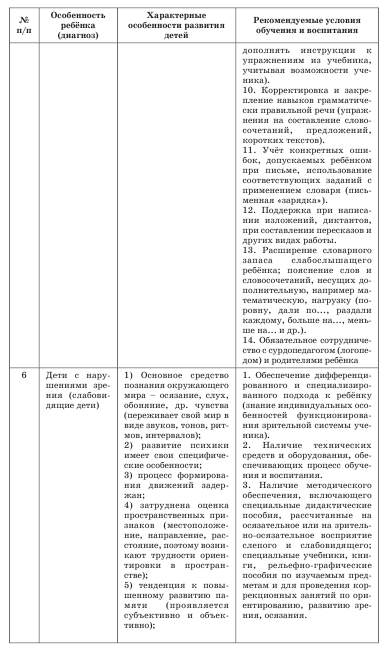 №
п/п
Особенность
ребёнка
(диагноз)
Характерные
особенности развития
детей
Рекомендуемые условия
обучения и воспитания
дополнять инструкции к
упражнениям из учебника,
учитывая возможности уче-
ника).
10. Корректировка и закре-
пление навыков грамматиче-
ски правильной речи (упраж-
нения на составление слово-
сочетаний, предложений,
коротких текстов).
11. Учёт конкретных оши-
бок, допускаемых ребёнком
при письме, использование
соответствующих заданий с
применением словаря (пись-
менная «зарядка»).
12. Поддержка при написа-
нии изложений, диктантов,
при составлении пересказов и
других видах работы.
13. Расширение словарного
запаса слабослышащего
ребёнка; пояснение слов и
словосочетаний, несущих до-
полнительную, например ма-
тематическую, нагрузку (по-
ровну, дали по..., раздали
каждому, больше на..., мень-
ше на... и др.).
14. Обязательное сотрудниче-
ство с сурдопедагогом (логопе-
дом) и родителями ребёнка
6
Дети с нару-
шениями зре-
ния (слабови-
дящие дети)
1) Основное средство
познания окружающего
мира – осязание, слух,
обоняние, др. чувства
(переживает свой мир в
виде звуков, тонов, рит-
мов, интервалов);
2) развитие психики
имеет свои специфиче-
ские особенности;
3) процесс формирова-
ния движений задер-
жан;
4) затруднена оценка
пространственных при-
знаков (местоположе-
ние, направление, рас-
стояние, поэтому возни-
кают трудности ориен-
тировки в простран-
стве);
5) тенденция к повы-
шенному развитию па-
мяти (проявляется
субъективно и объек-
тивно);
1. Обеспечение дифференци-
рованного и специализиро-
ванного подхода к ребёнку
(знание индивидуальных осо-
бенностей функционирова-
ния зрительной системы уче-
ника).
2. Наличие технических
средств и оборудования, обе-
спечивающих процесс обуче-
ния и воспитания.
3. Наличие методического
обеспечения, включающего
специальные дидактические
пособия, рассчитанные на
осязательное или на зритель-
но-осязательное восприятие
слепого и слабовидящего;
специальные учебники, кни-
ги, рельефно-графические
пособия по изучаемым пред-
метам и для проведения кор-
рекционных занятий по ори-
ентированию, развитию зре-
ния, осязания.